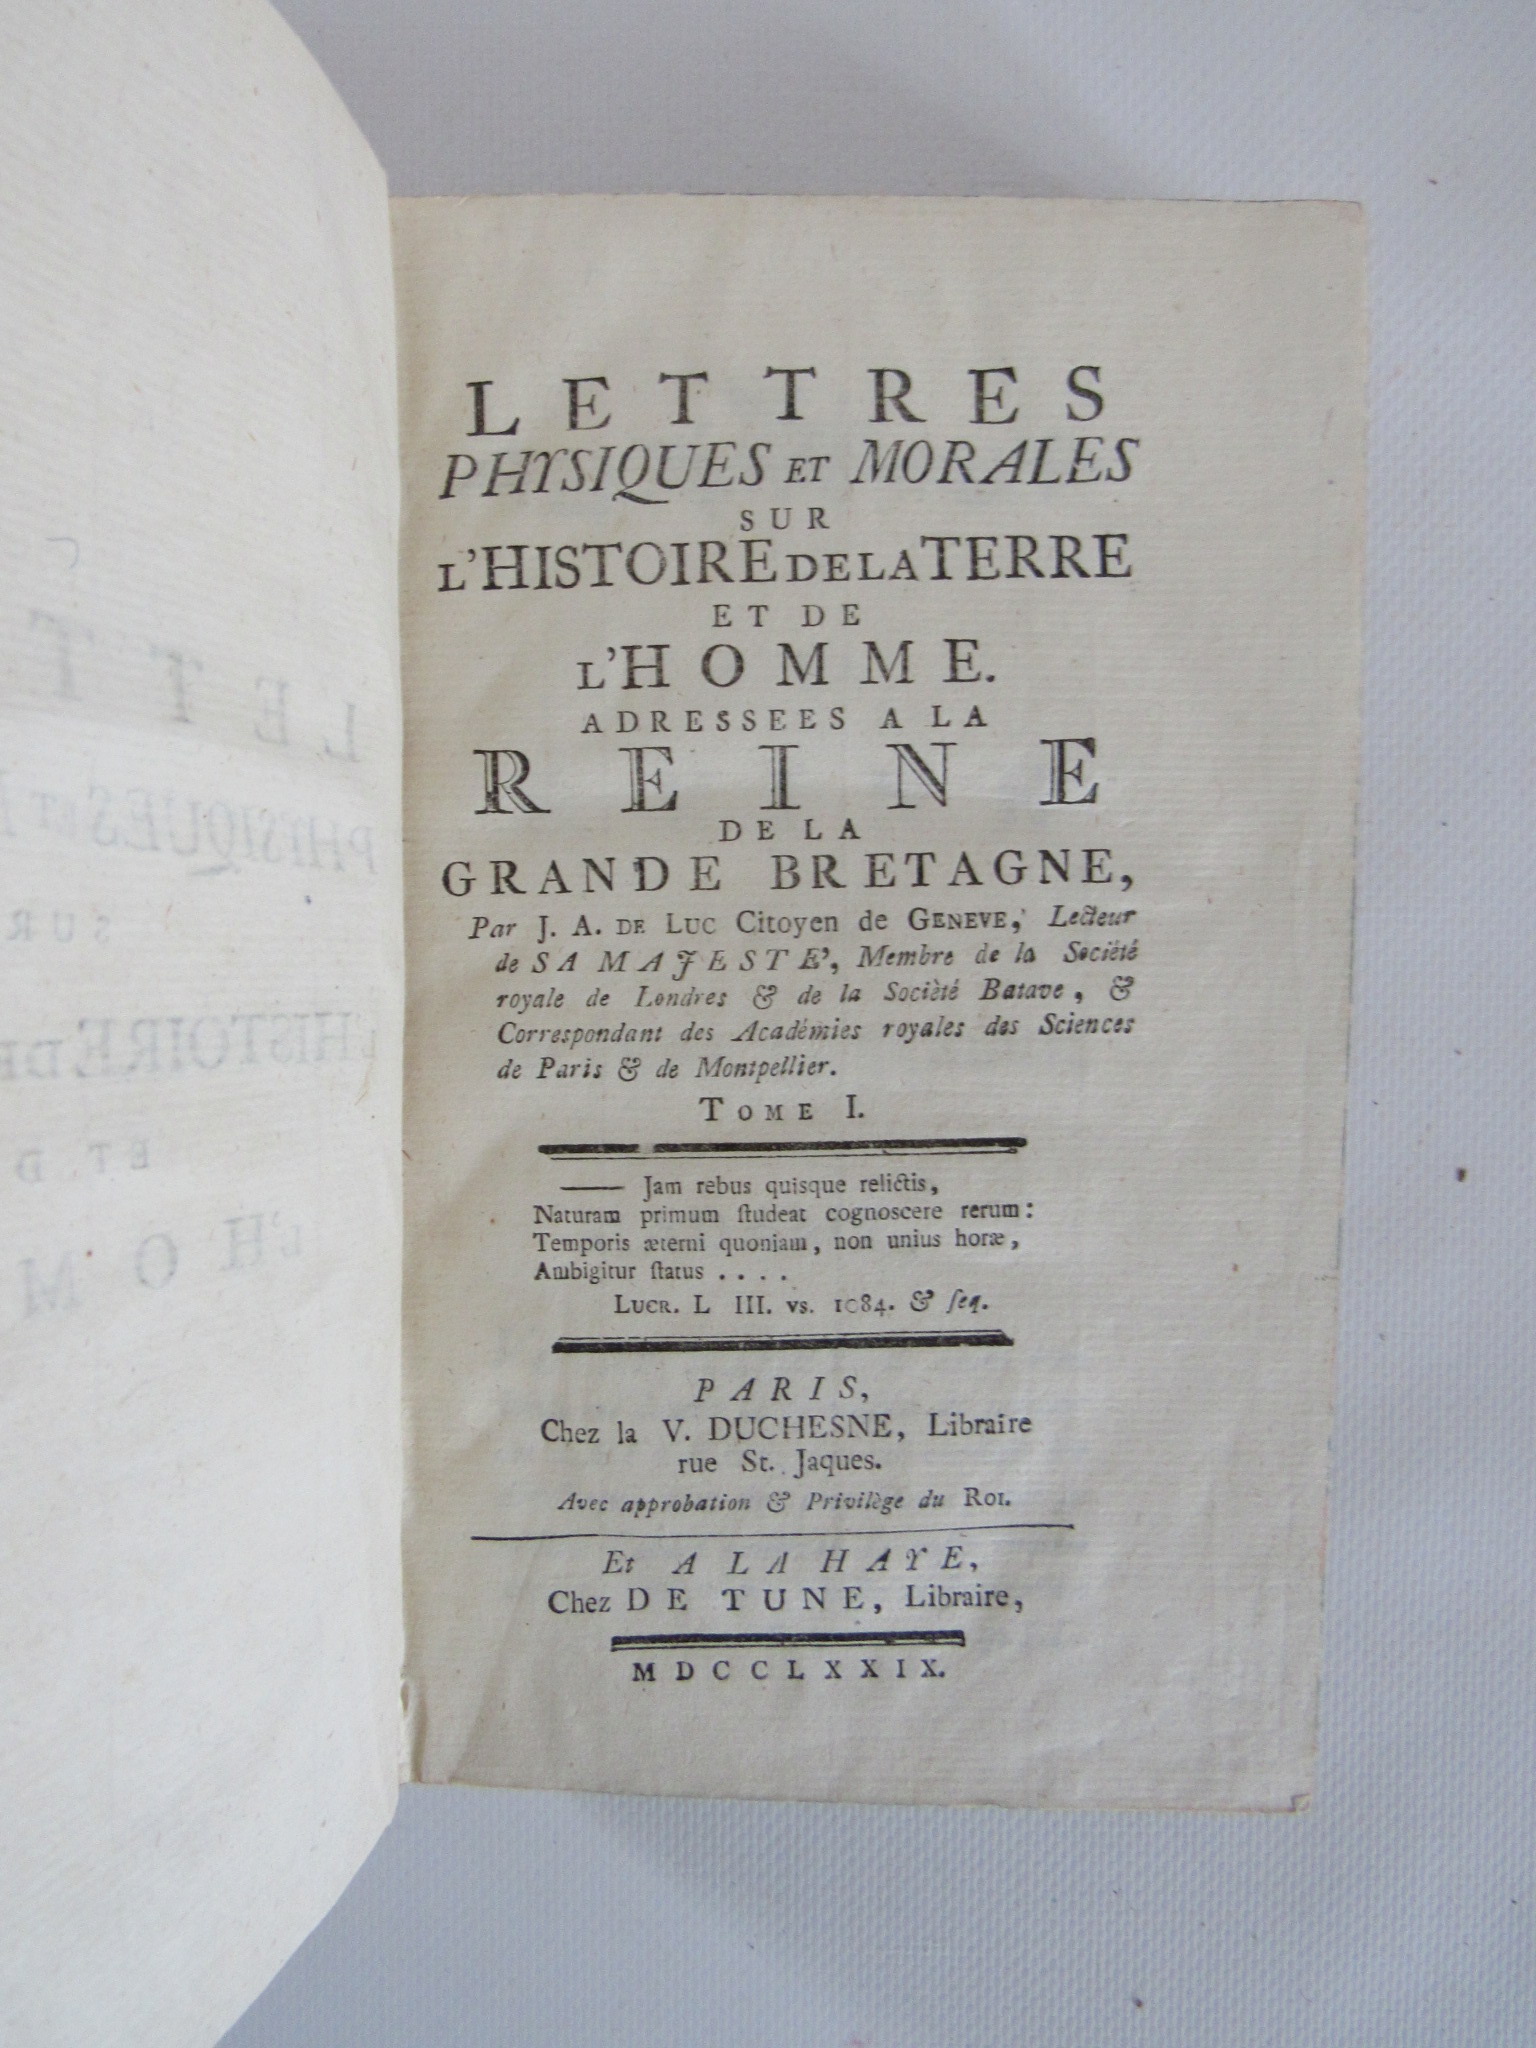 LETTRES
PHYSIQUES ET MORALES
SUR
L'HISTOIRE DE LA TERRE
ET DE
L'HOMME.
ADRESSEES A LA
REINE
DE LA
GRANDE BRETAGNE,
Par J. A. DE LUC Citoyen de GENEVE, Lecteur
de SA MAJESTE', Membre de la Société
royale de Londres & de la Socièté Batave, &
Correspondant des Académies royales des Sciences
de Paris & de Montpellier.
TOME I.
—— Jam rebus quisque relictis,
Naturam primum ſtudeat cognoscere rerum:
Temporis æterni quoniam, non unius horæ,
Ambigitur ſtatus . . . .
LUCR. L III. vs. 1084. & ſeq.
PARIS,
Chez la V. DUCHESNE, Libraire
rue St. Jaques.
Avec approbation & Privilège du ROI.
Et A LA HAYE,
Chez DE TUNE, Libraire,
MDCCLXXIX.